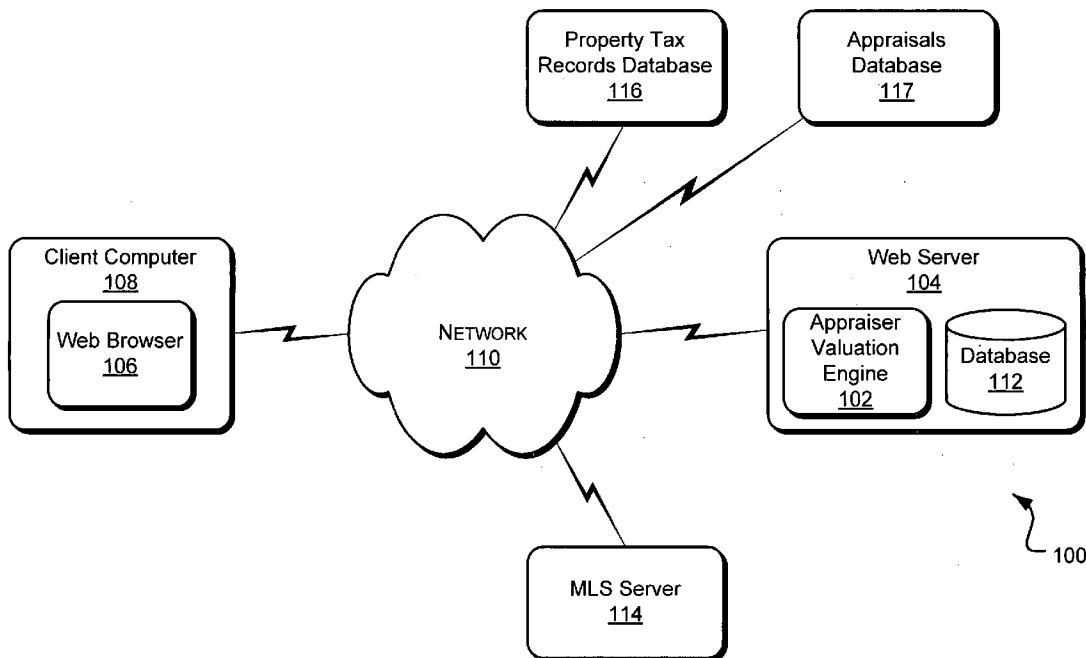 Property Tax
Records Database
116
Appraisals
Database
117
Client Computer
108
Web Browser
106
NETWORK
110
Web Server
104
Appraiser
Valuation
Engine
102
Database
112
MLS Server
114
100